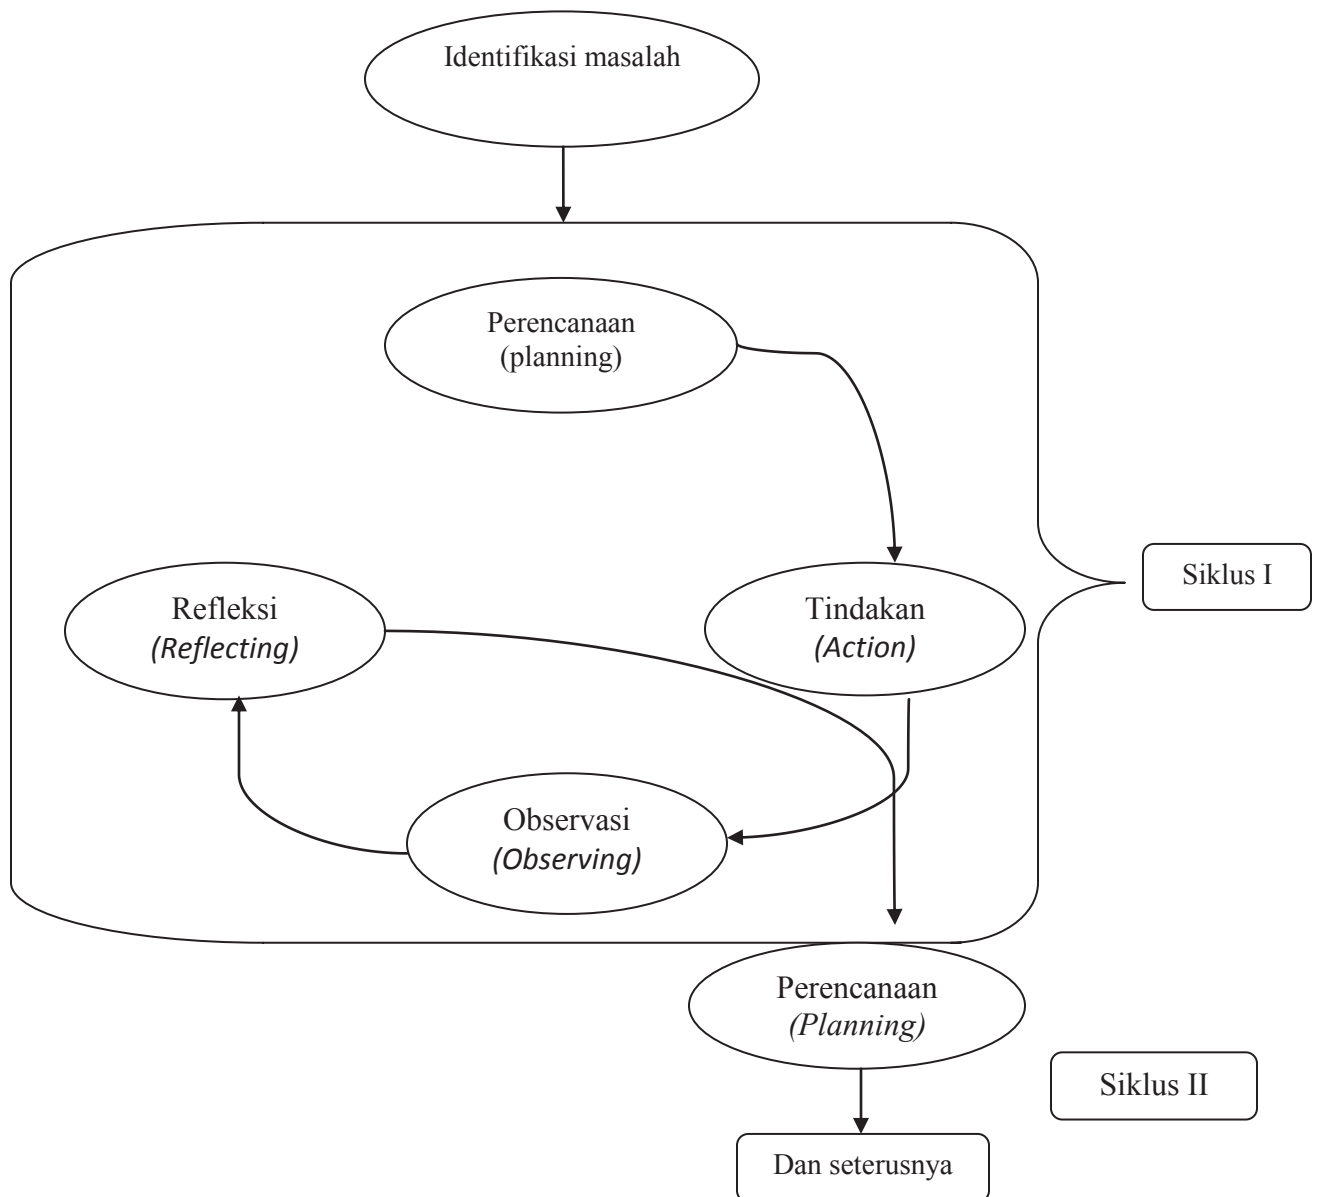 Identifikasi masalah
Perencanaan
(planning)
Siklus I
Refleksi
(Reflecting)
Tindakan
(Action)
Observasi
(Observing)
Perencanaan
(Planning)
Siklus II
Dan seterusnya